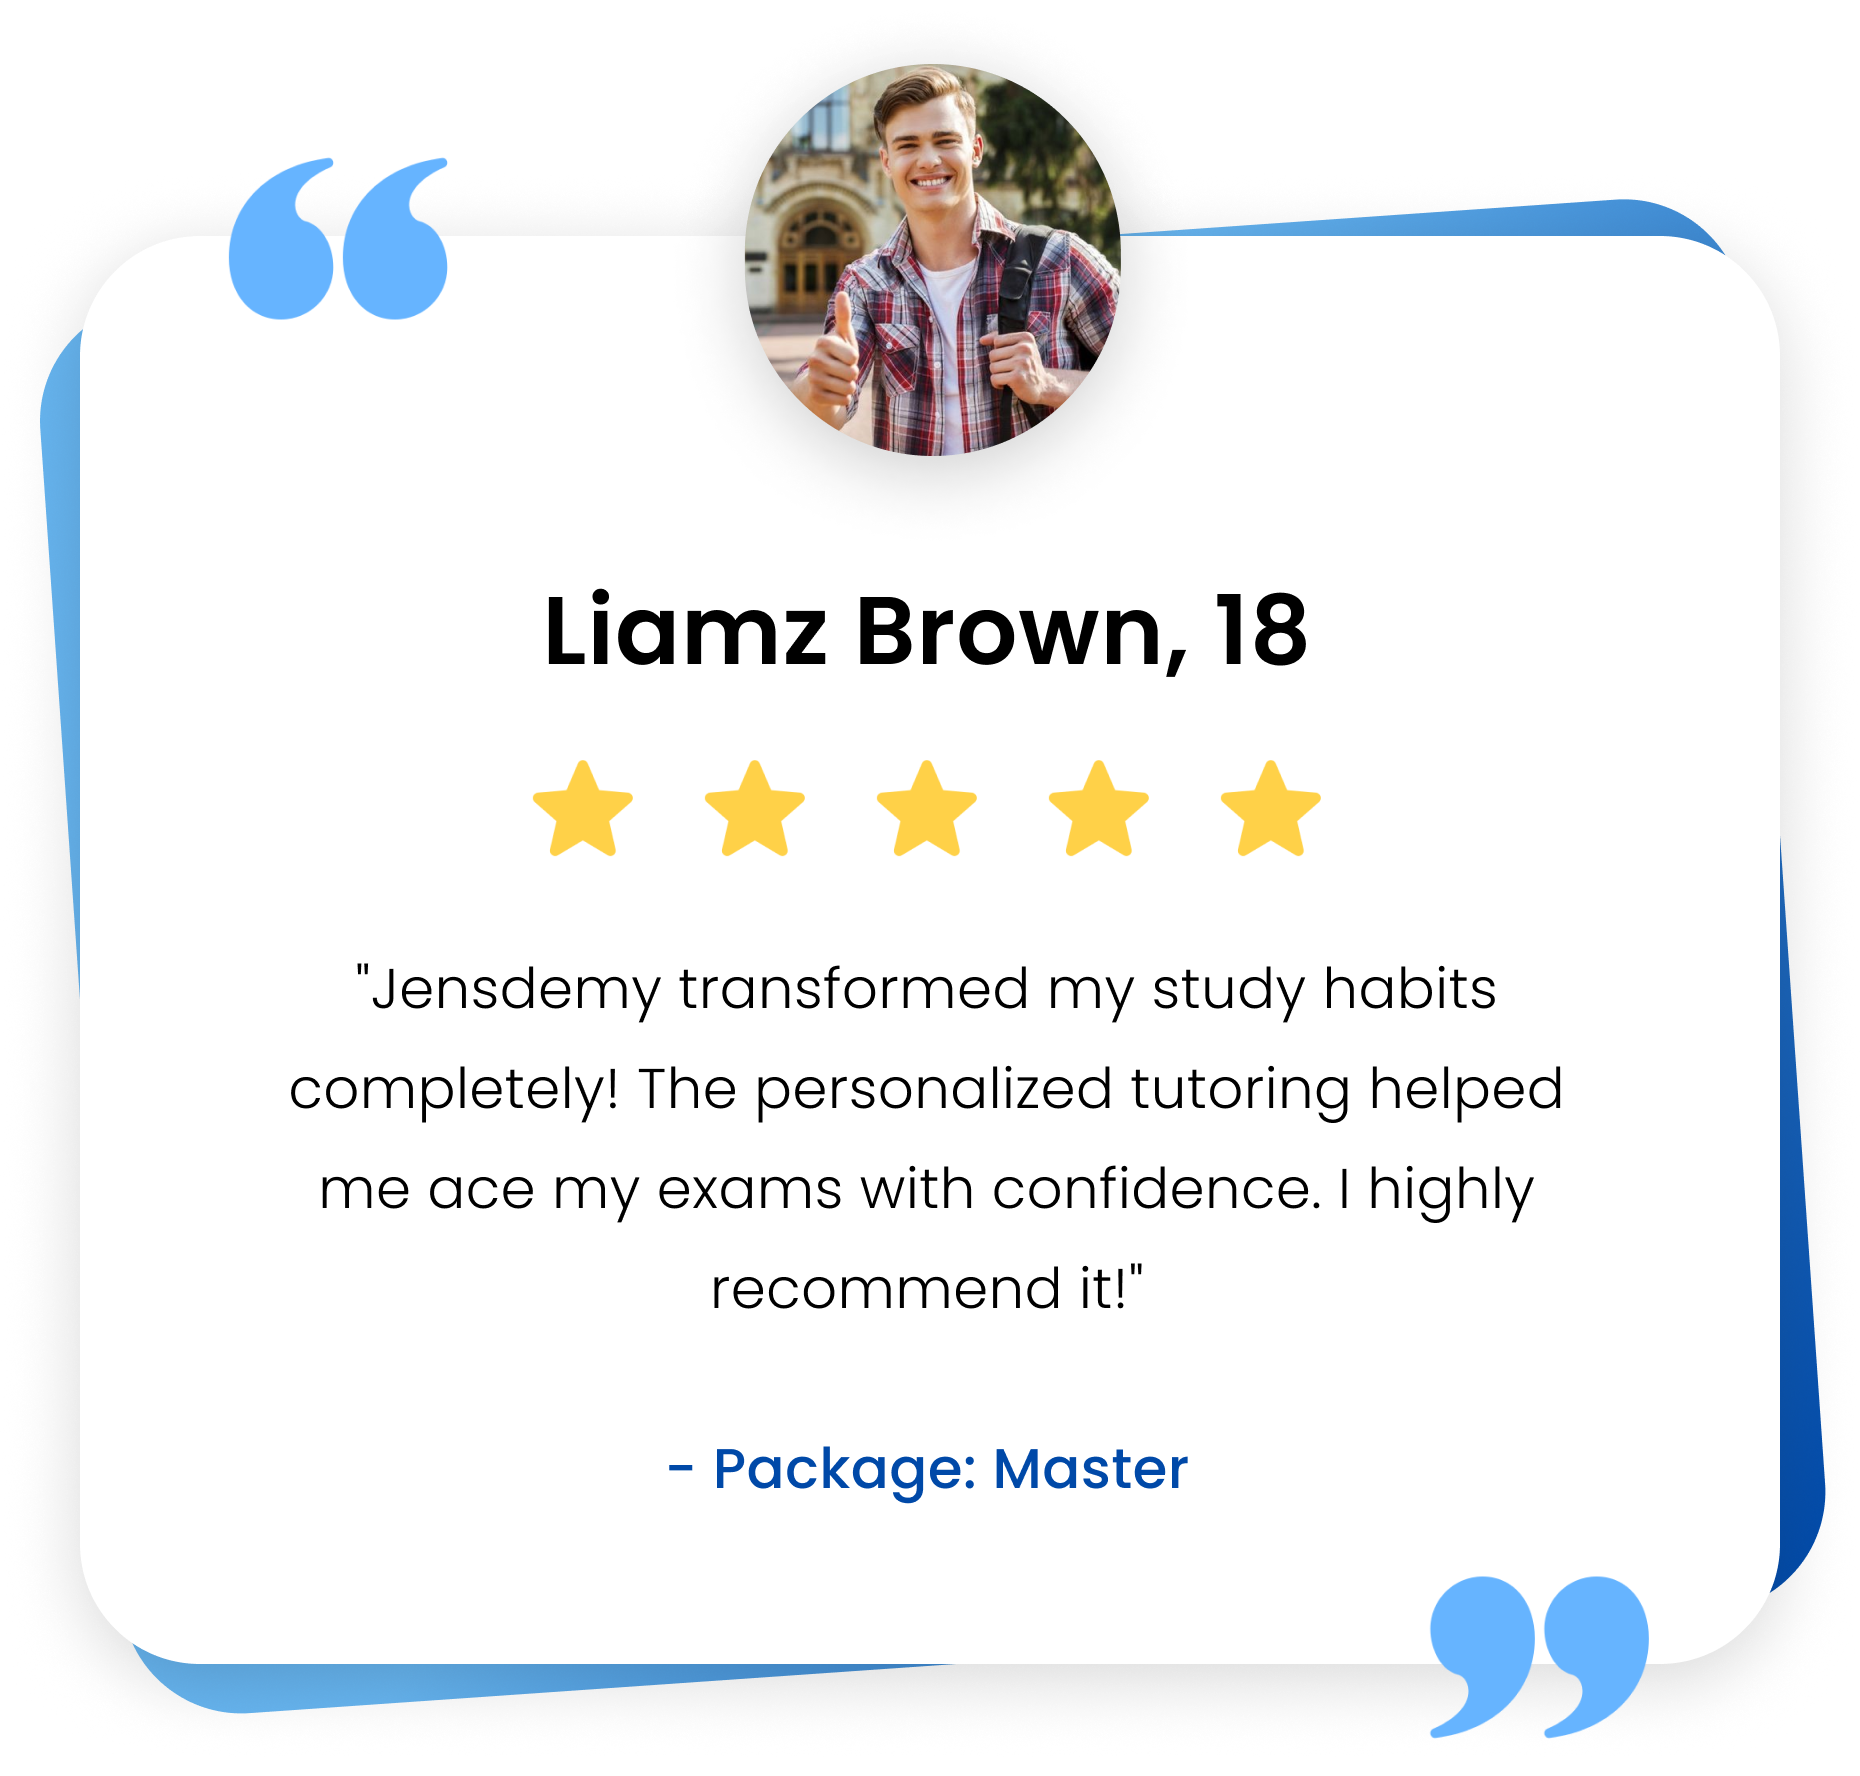 Liamz Brown, 18
"Jensdemy transformed my study habits
completely! The personalized tutoring helped
me ace my exams with confidence. I highly
recommend it!"
- Package: Master